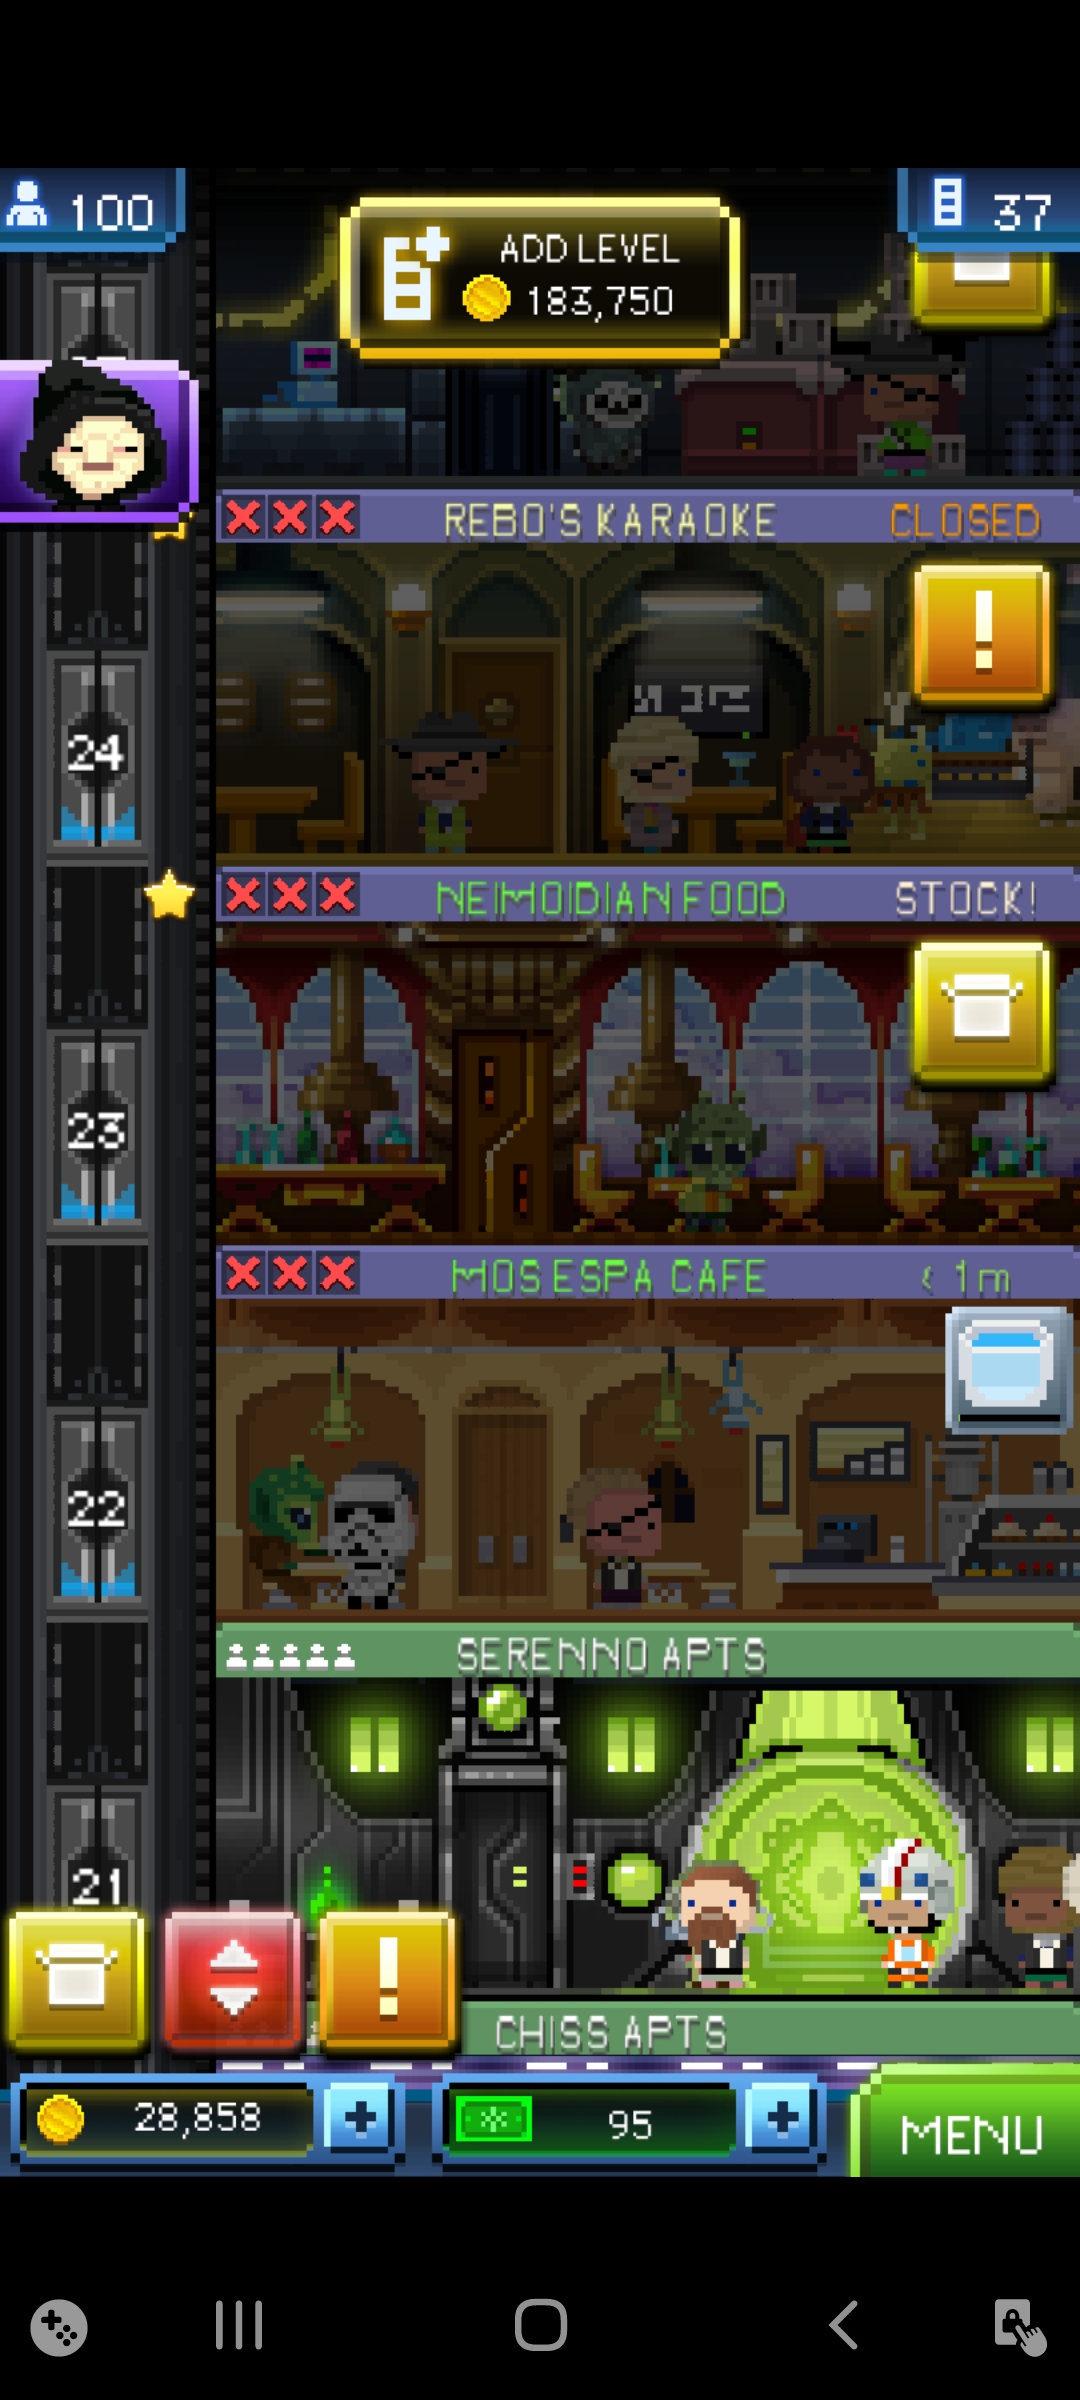 100
37
ADD LEVEL
183,750
REBO'S KARAOKE CLOSED
!
24
NEIMOIDIAN FOOD STOCK!
23
MOS ESPA CAFE < 1m
22
SERENNO APTS
21
!
CHISS APTS
28,858 +
95 +
MENU